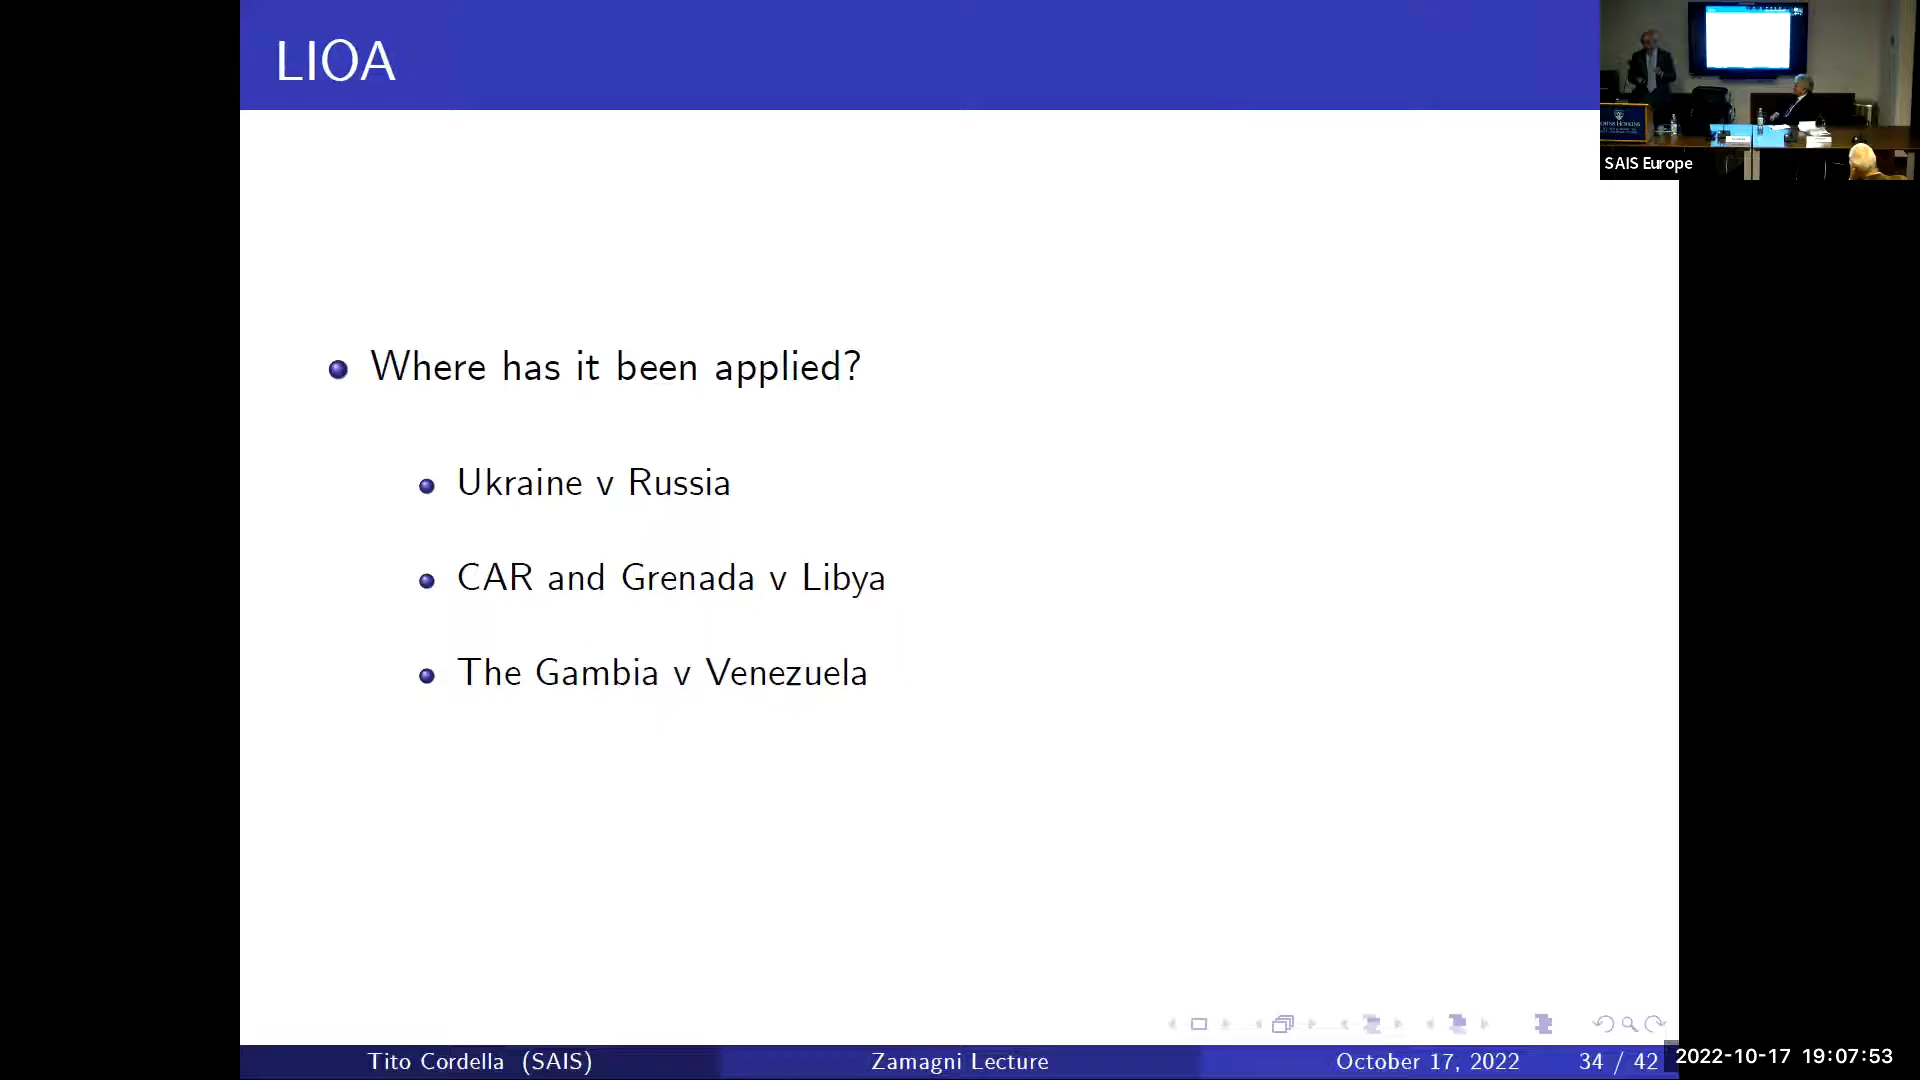 LIOA
SAIS Europe
Where has it been applied?
Ukraine v Russia
CAR and Grenada v Libya
The Gambia v Venezuela
Tito Cordella (SAIS)
Zamagni Lecture
October 17, 2022
34 / 42
2022-10-17 19:07:53